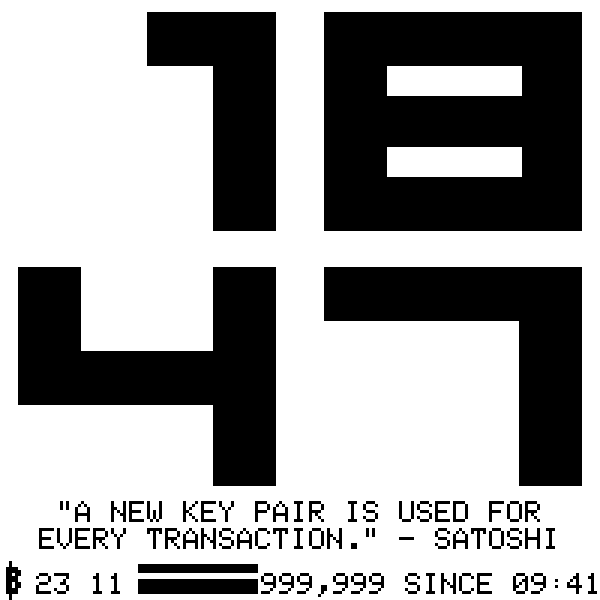 18
47
"A NEW KEY PAIR IS USED FOR
EVERY TRANSACTION." - SATOSHI
₿ 23 11 999,999 SINCE 09:41